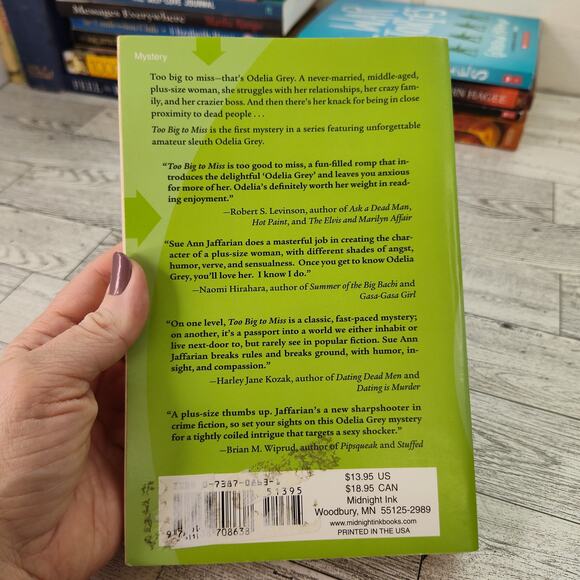 Messages Everywhere
Mystery
Too big to miss—that's Odelia Grey. A never-married, middle-aged,
plus-size woman, she struggles with her relationships, her crazy fam-
ily, and her crazier boss. And then there's her knack for being in close
proximity to dead people . . .
Too Big to Miss is the first mystery in a series featuring unforgettable
amateur sleuth Odelia Grey.
"Too Big to Miss is too good to miss, a fun-filled romp that in-
troduces the delightful 'Odelia Grey' and leaves you anxious
for more of her. Odelia's definitely worth her weight in read-
ing enjoyment."
—Robert S. Levinson, author of Ask a Dead Man,
Hot Paint, and The Elvis and Marilyn Affair
"Sue Ann Jaffarian does a masterful job in creating the char-
acter of a plus-size woman, with different shades of angst,
humor, verve, and sensualness. Once you get to know Odelia
Grey, you'll love her. I know I do."
—Naomi Hirahara, author of Summer of the Big Bachi and
Gasa-Gasa Girl
"On one level, Too Big to Miss is a classic, fast-paced mystery;
on another, it's a passport into a world we either inhabit or
live next-door to, but rarely see in popular fiction. Sue Ann
Jaffarian breaks rules and breaks ground, with humor, in-
sight, and compassion."
—Harley Jane Kozak, author of Dating Dead Men and
Dating is Murder
"A plus-size thumbs up. Jaffarian's a new sharpshooter in
crime fiction, so set your sights on this Odelia Grey mystery
for a tightly coiled intrigue that targets a sexy shocker."
—Brian M. Wiprud, author of Pipsqueak and Stuffed
51395
708638
$13.95 US
$18.95 CAN
Midnight Ink
Woodbury, MN 55125-2989
www.midnightinkbooks.com
PRINTED IN THE USA